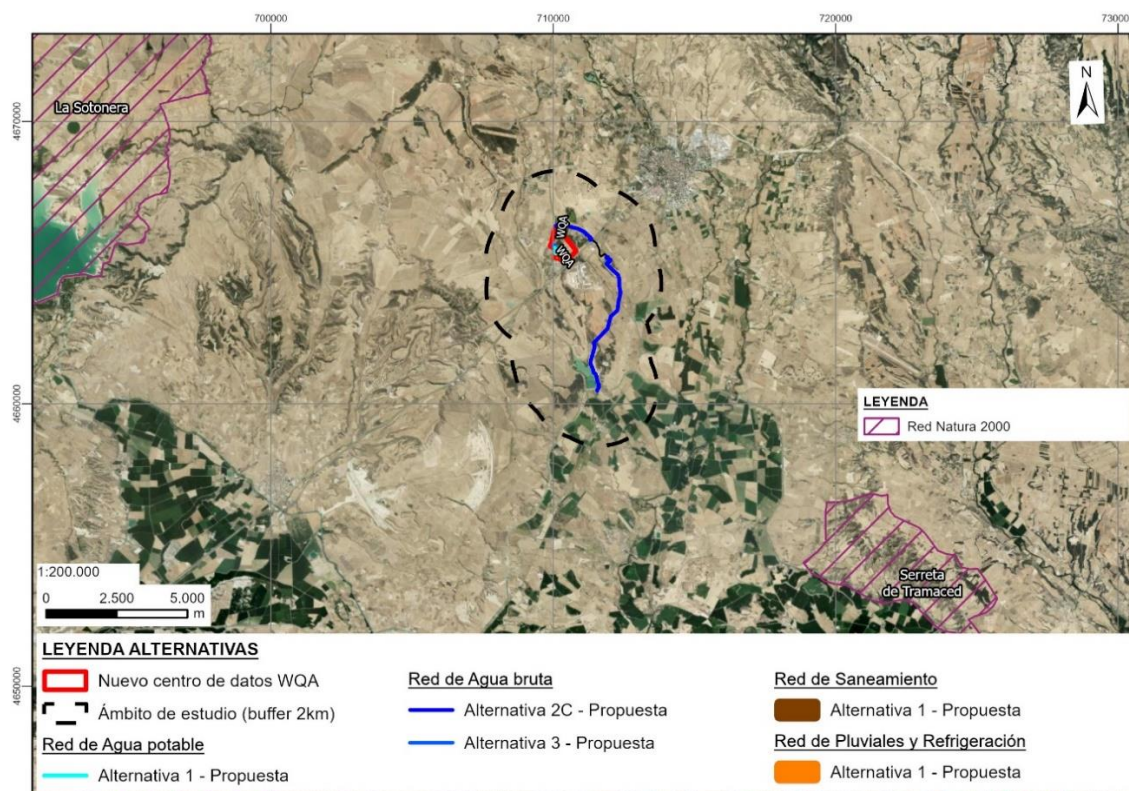 700000
710000
720000
730000
4670000
4660000
4650000
N
La Sotonera
WQA
WQA
LEYENDA
Red Natura 2000
Serreta
de Tramaced
1:200.000
0 2.500 5.000
m
LEYENDA ALTERNATIVAS
Nuevo centro de datos WQA
Ámbito de estudio (buffer 2km)
Red de Agua potable
Alternativa 1 - Propuesta
Red de Agua bruta
Alternativa 2C - Propuesta
Alternativa 3 - Propuesta
Red de Saneamiento
Alternativa 1 - Propuesta
Red de Pluviales y Refrigeración
Alternativa 1 - Propuesta